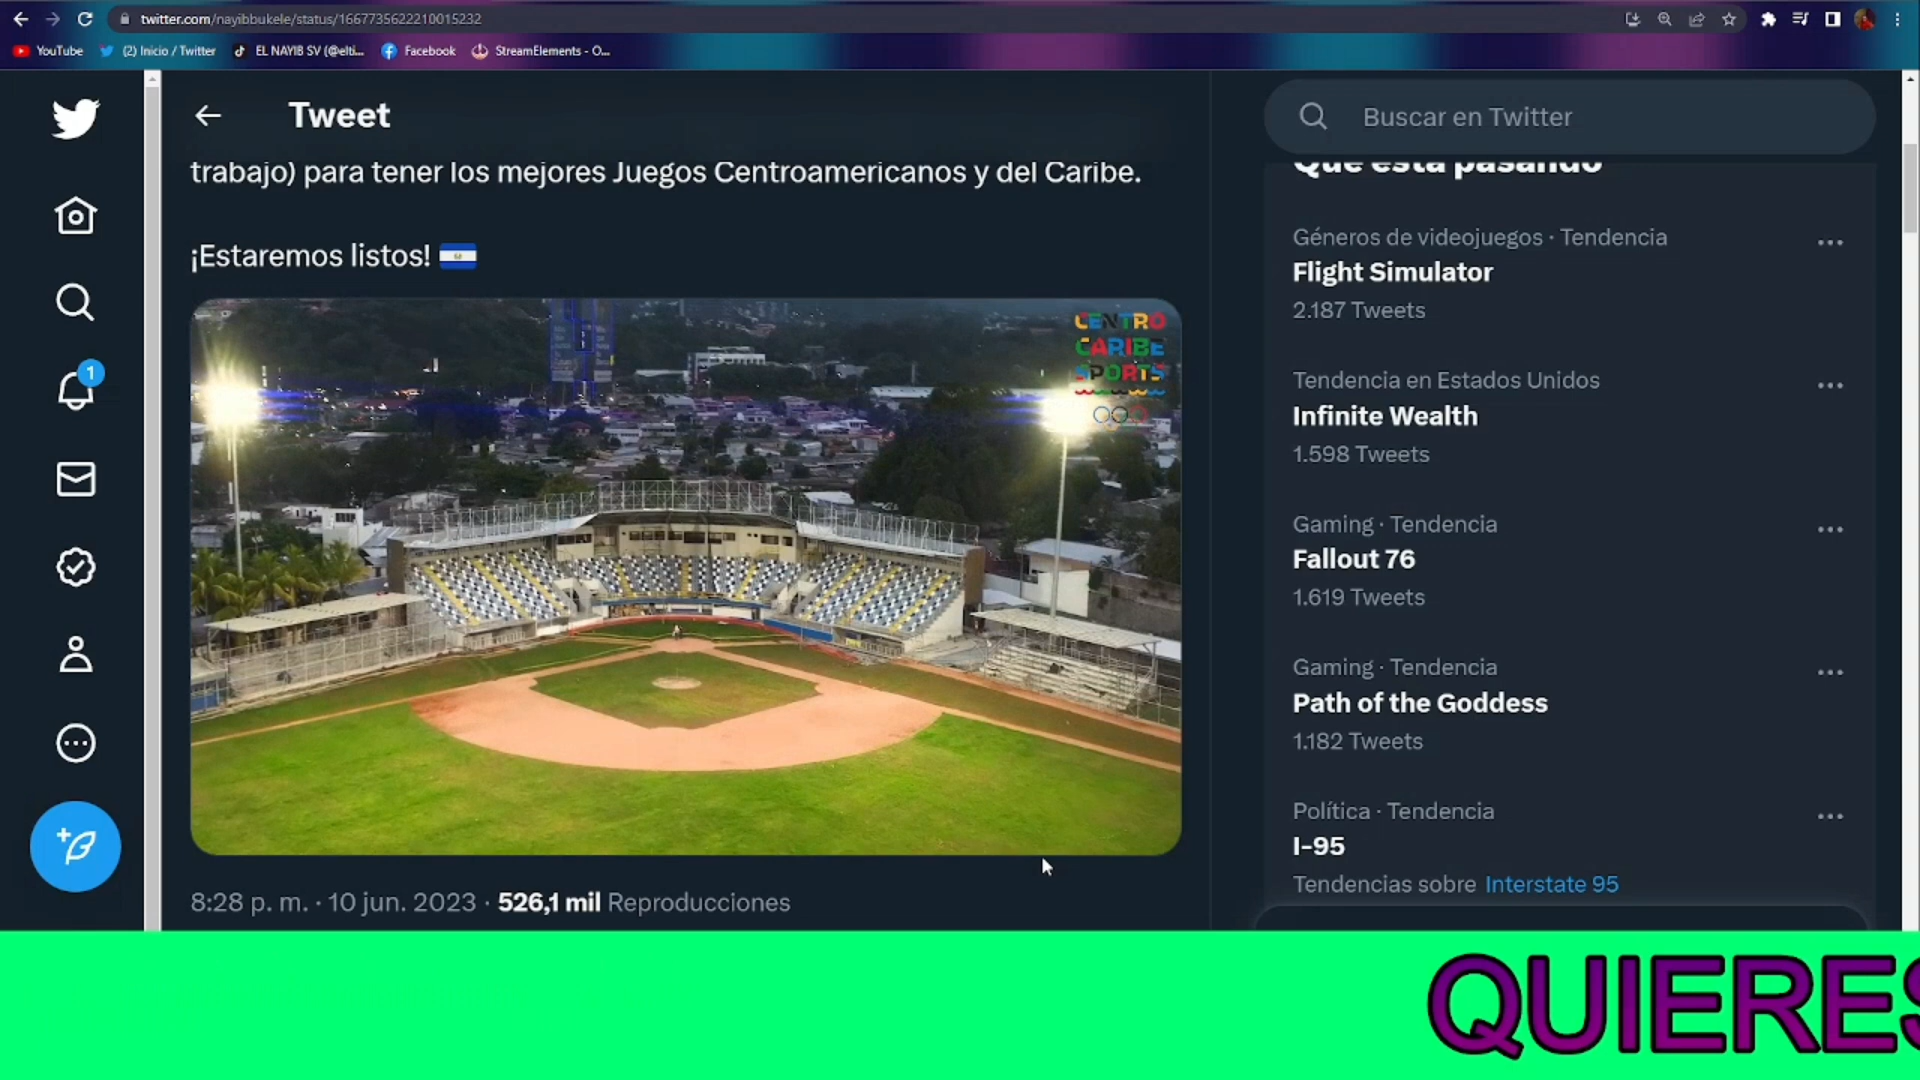 twitter.com/nayibbukele/status/1667735622210015232
YouTube
(2) Inicio / Twitter
EL NAYIB SV (@elti...
Facebook
StreamElements - O...
Tweet
trabajo) para tener los mejores Juegos Centroamericanos y del Caribe.
¡Estaremos listos!
CENTRO
CARIBE
SPORTS
8:28 p. m. · 10 jun. 2023 · 526,1 mil Reproducciones
1
Buscar en Twitter
Qué está pasando
Géneros de videojuegos · Tendencia
Flight Simulator
2.187 Tweets
Tendencia en Estados Unidos
Infinite Wealth
1.598 Tweets
Gaming · Tendencia
Fallout 76
1.619 Tweets
Gaming · Tendencia
Path of the Goddess
1.182 Tweets
Política · Tendencia
I-95
Tendencias sobre Interstate 95
QUIERES